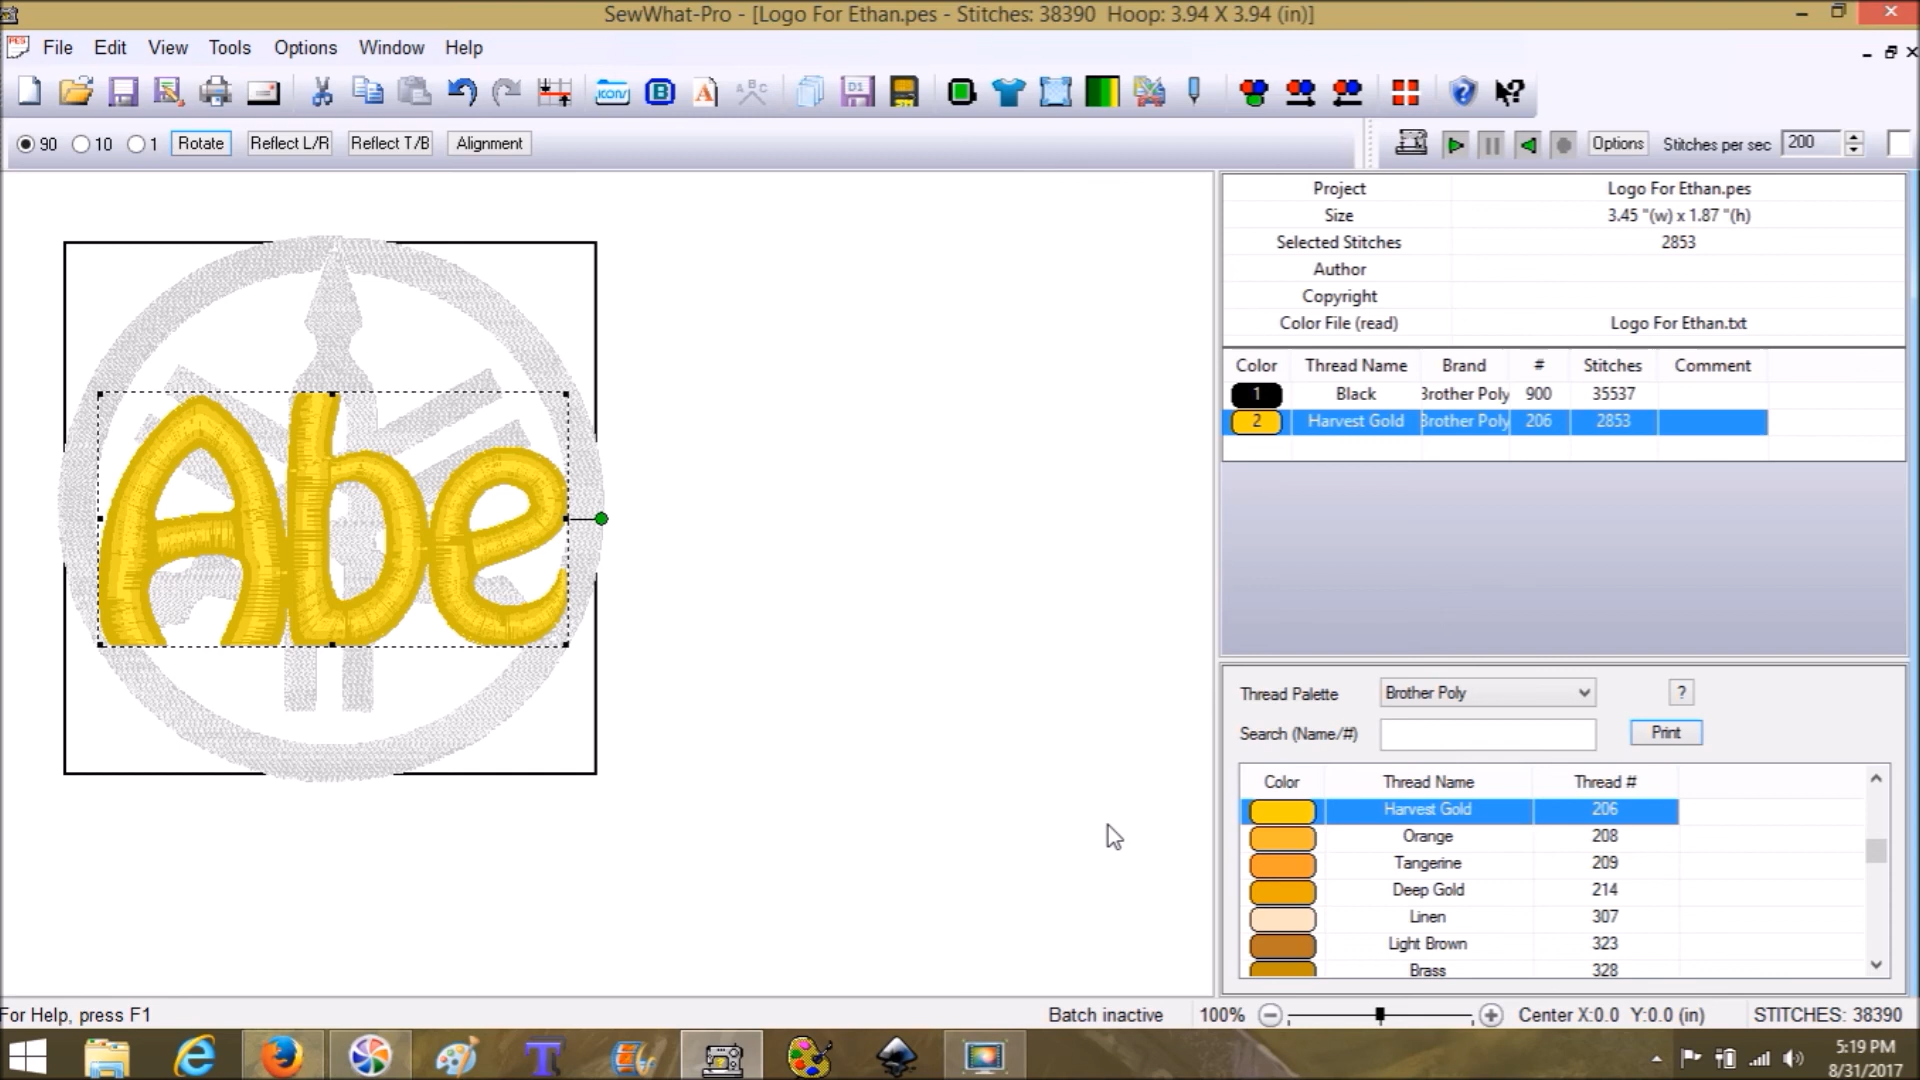 SewWhat-Pro - [Logo For Ethan.pes - Stitches: 38390 Hoop: 3.94 X 3.94 (in)]
File Edit View Tools Options Window Help
ICON B A ABC D1
90 10 1 Rotate Reflect L/R Reflect T/B Alignment Options Stitches per sec 200
Project Logo For Ethan.pes
Size 3.45 "(w) x 1.87 "(h)
Selected Stitches 2853
Author
Copyright
Color File (read) Logo For Ethan.txt
Color Thread Name Brand # Stitches Comment
1 Black Brother Poly 900 35537
2 Harvest Gold Brother Poly 206 2853
Abe
Thread Palette Brother Poly ?
Search (Name/#) Print
Color Thread Name Thread #
Harvest Gold 206
Orange 208
Tangerine 209
Deep Gold 214
Linen 307
Light Brown 323
Brass 328
For Help, press F1 Batch inactive 100% Center X:0.0 Y:0.0 (in) STITCHES: 38390
5:19 PM
8/31/2017